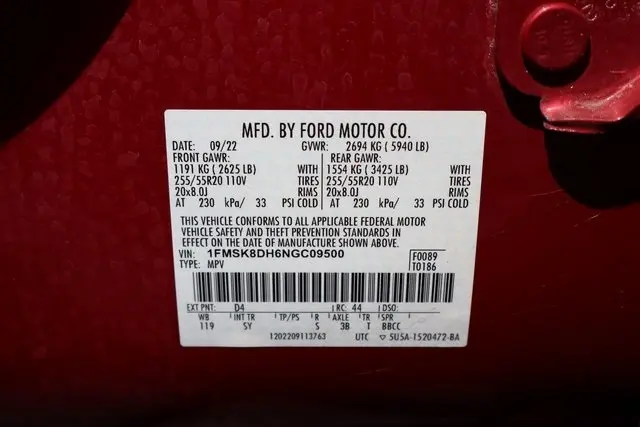 MFD. BY FORD MOTOR CO.
DATE: 09/22 GVWR: 2694 KG ( 5940 LB)
FRONT GAWR: REAR GAWR:
1191 KG ( 2625 LB) WITH 1554 KG ( 3425 LB) WITH
255/55R20 110V TIRES 255/55R20 110V TIRES
20x8.0J RIMS 20x8.0J RIMS
AT 230 kPa/ 33 PSI COLD AT 230 kPa/ 33 PSI COLD
THIS VEHICLE CONFORMS TO ALL APPLICABLE FEDERAL MOTOR
VEHICLE SAFETY AND THEFT PREVENTION STANDARDS IN
EFFECT ON THE DATE OF MANUFACTURE SHOWN ABOVE.
VIN: 1FMSK8DH6NGC09500 F0089
TYPE: MPV T0186
EXT PNT: D4 RC: 44 DSO:
WB INT TR TP/PS R AXLE TR SPR
119 SY S 3B T BBCC
1202209113763 UTC ▽ 5U5A-1520472-BA